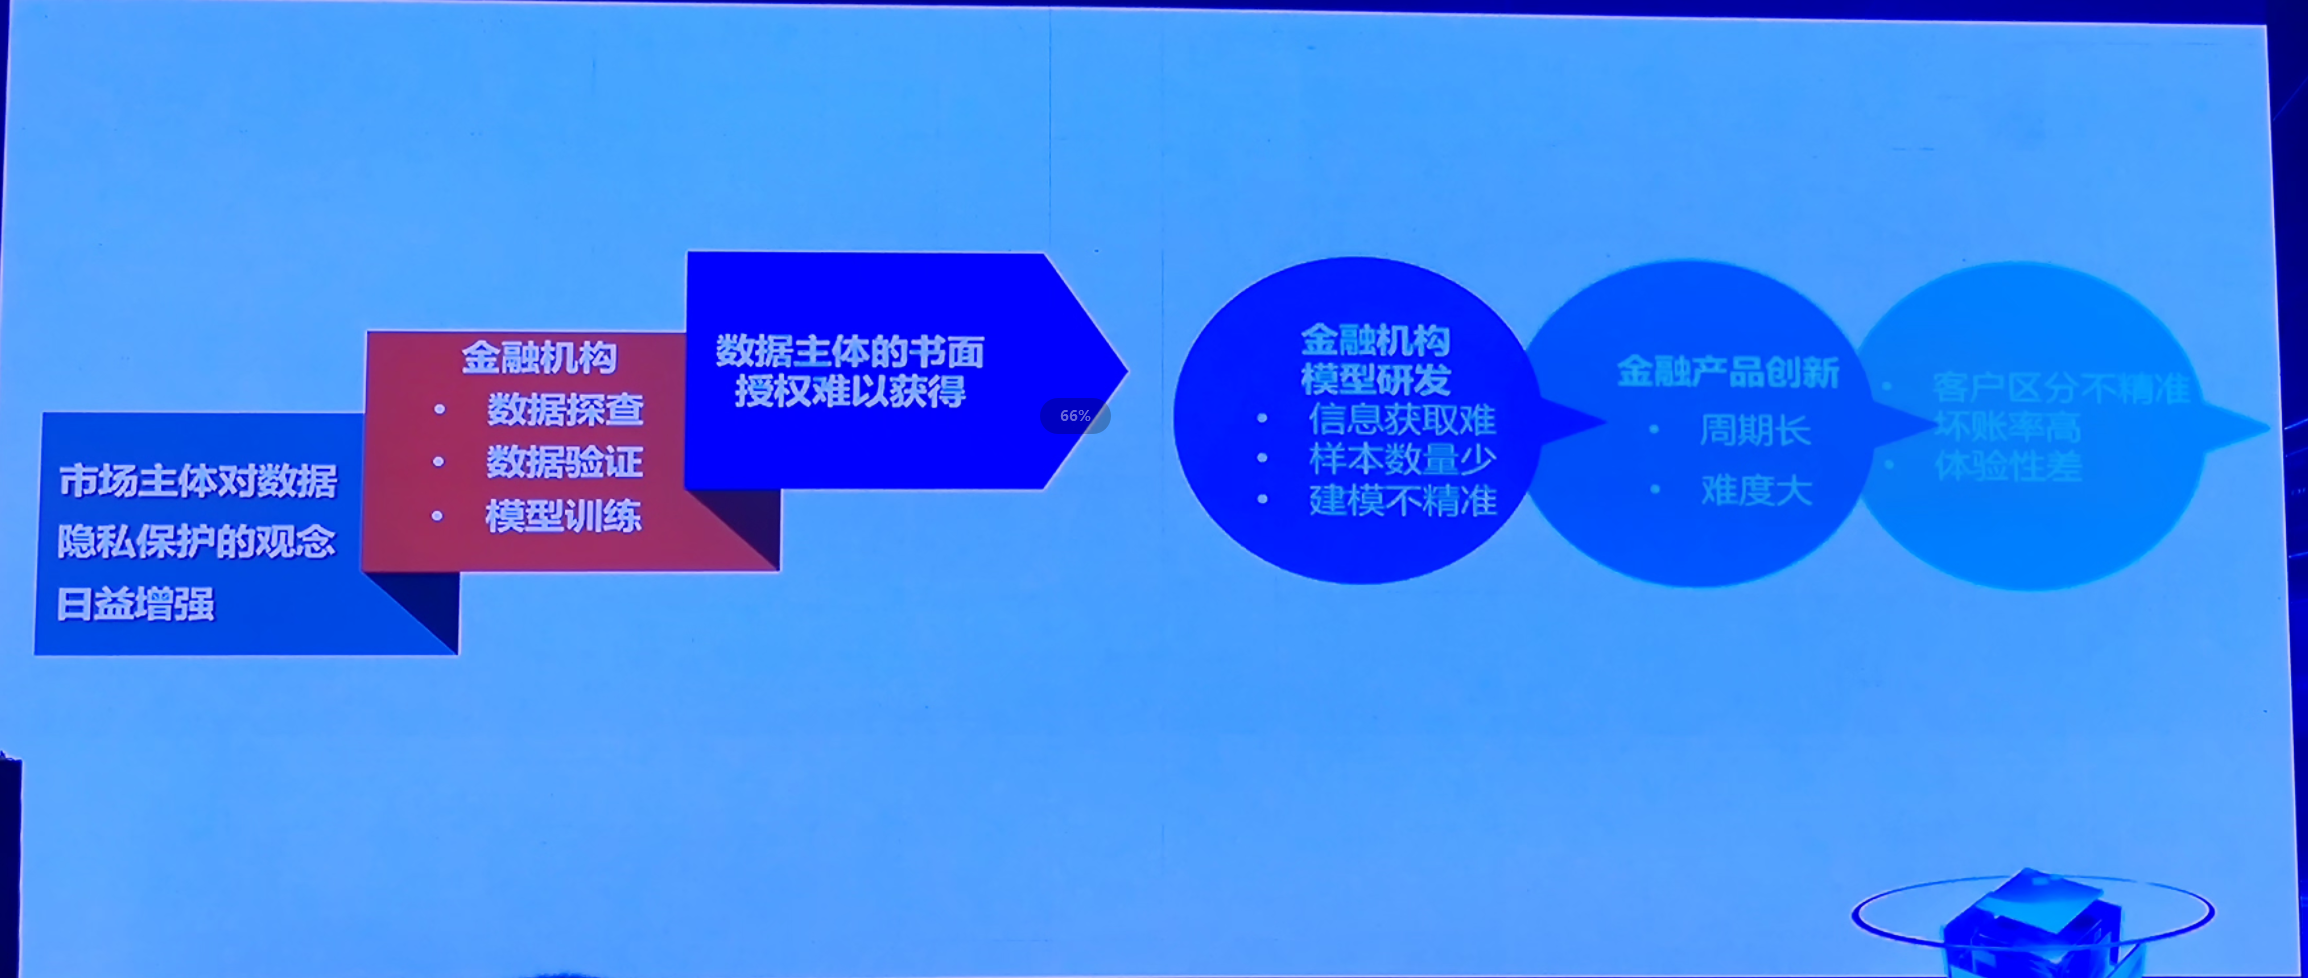 市场主体对数据
隐私保护的观念
日益增强
金融机构
• 数据探查
• 数据验证
• 模型训练
数据主体的书面
授权难以获得
66%
金融机构
模型研发
• 信息获取难
• 样本数量少
• 建模不精准
金融产品创新
• 周期长
• 难度大
• 客户区分不精准
坏账率高
• 体验性差